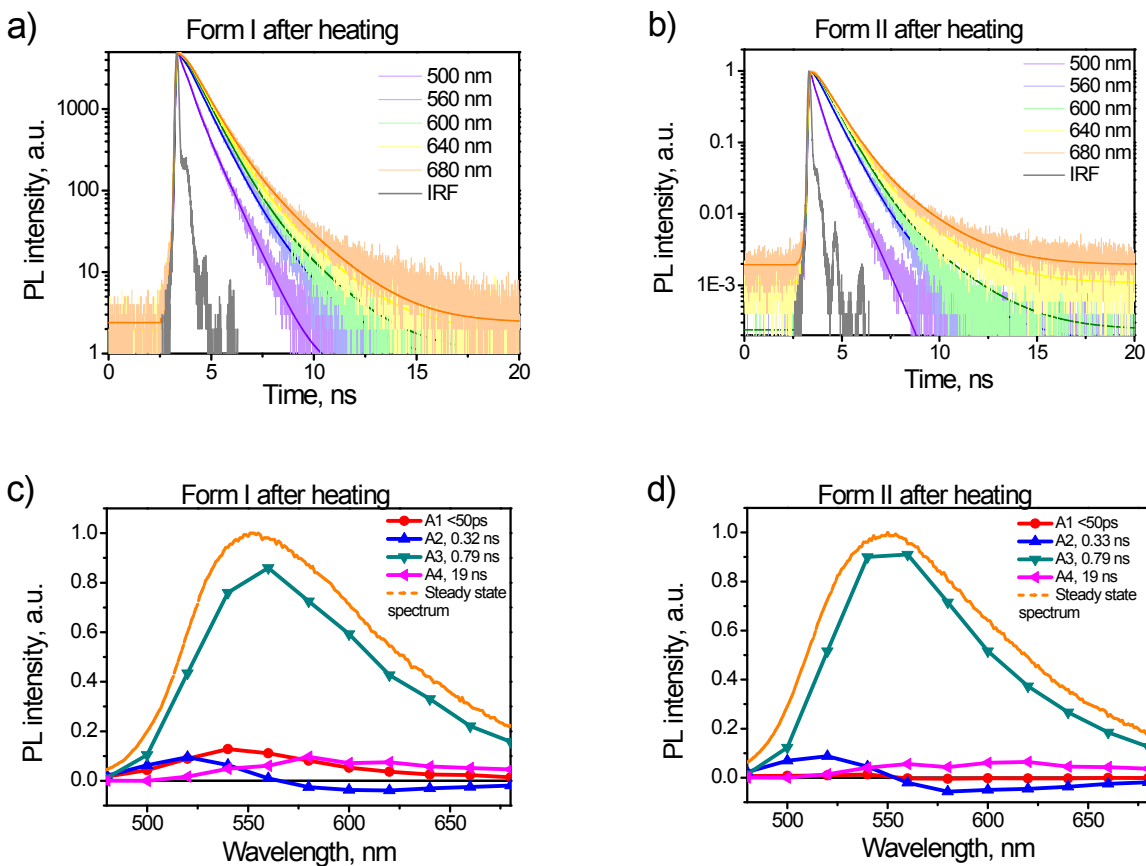 a)
Form I after heating
PL intensity, a.u.
1000
100
10
1
500 nm
560 nm
600 nm
640 nm
680 nm
IRF
0 5 10 15 20
Time, ns
b)
Form II after heating
PL intensity, a.u.
1
0.1
0.01
1E-3
500 nm
560 nm
600 nm
640 nm
680 nm
IRF
0 5 10 15 20
Time, ns
c)
Form I after heating
PL intensity, a.u.
1.0
0.8
0.6
0.4
0.2
0.0
A1 <50ps
A2, 0.32 ns
A3, 0.79 ns
A4, 19 ns
Steady state
spectrum
500 550 600 650
Wavelength, nm
d)
Form II after heating
PL intensity, a.u.
1.0
0.8
0.6
0.4
0.2
0.0
A1 <50ps
A2, 0.33 ns
A3, 0.79 ns
A4, 19 ns
Steady state
spectrum
500 550 600 650
Wavelength, nm